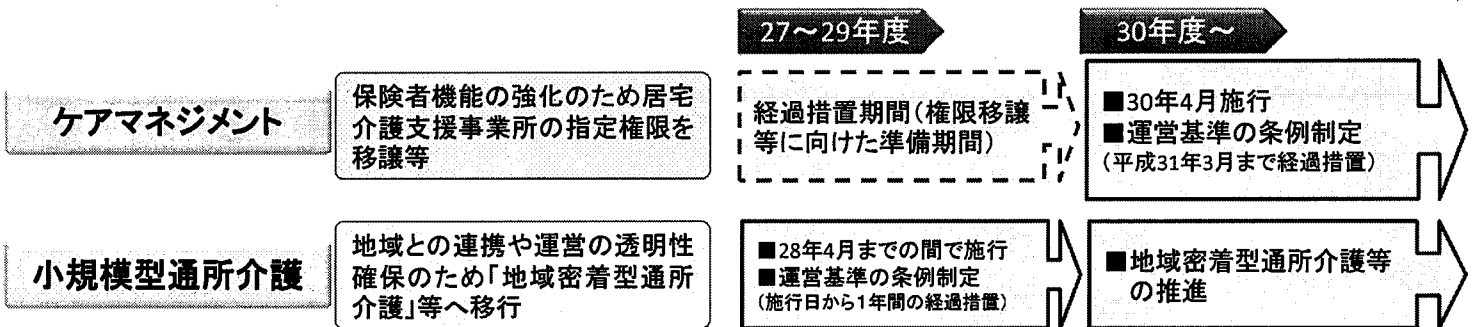 27～29年度
30年度～
ケアマネジメント
保険者機能の強化のため居宅
介護支援事業所の指定権限を
移譲等
経過措置期間(権限移譲
等に向けた準備期間)
■30年4月施行
■運営基準の条例制定
(平成31年3月まで経過措置)
小規模型通所介護
地域との連携や運営の透明性
確保のため「地域密着型通所
介護」等へ移行
■28年4月までの間で施行
■運営基準の条例制定
(施行日から1年間の経過措置)
■地域密着型通所介護等
の推進